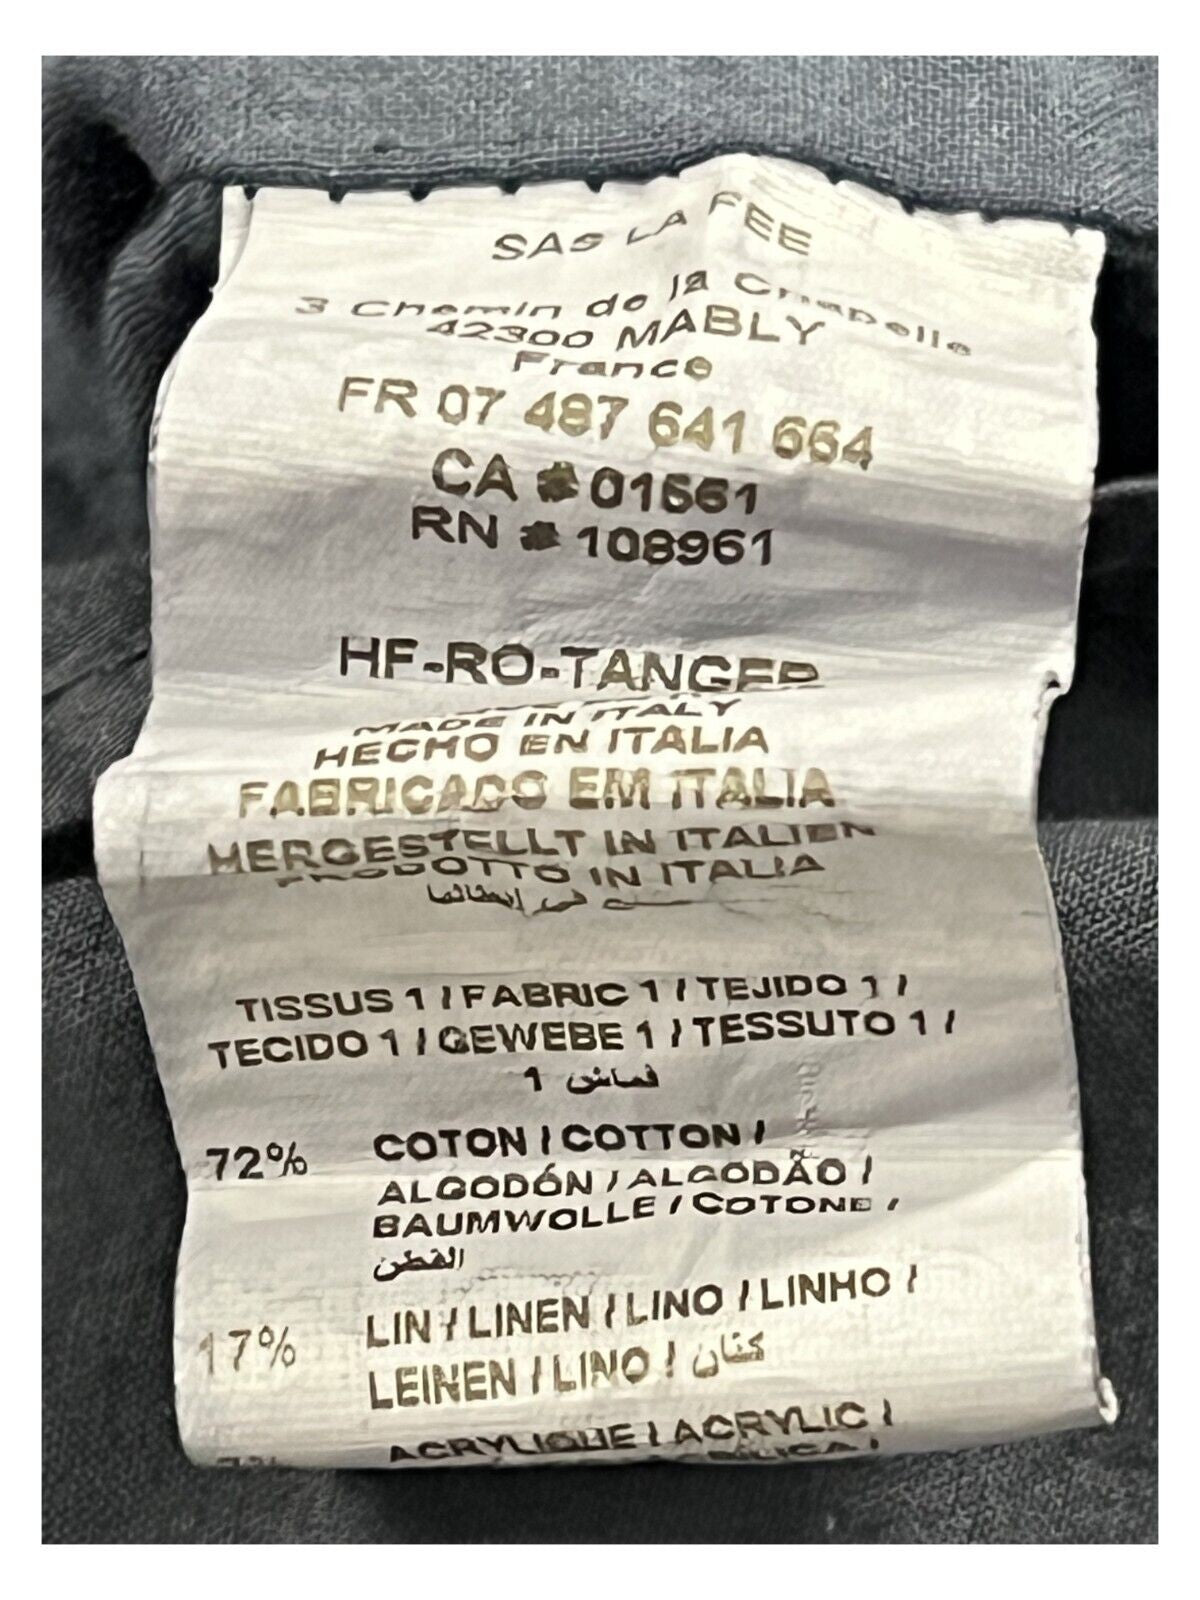 SAS LA FEE
3 Chemin de la Chapelle
42300 MABLY
France
FR 07 487 641 664
CA #01661
RN # 108961
HF-RO-TANGER
MADE IN ITALY
HECHO EN ITALIA
FABRICADO EM ITALIA
HERGESTELLT IN ITALIEN
PRODOTTO IN ITALIA
في إيطاليا
TISSUS 1 / FABRIC 1 / TEJIDO 1 /
TECIDO 1 / GEWEBE 1 / TESSUTO 1 /
قماش 1
72% COTON / COTTON /
ALGODÓN / ALGODÃO /
BAUMWOLLE / COTONE /
القطن
17% LIN / LINEN / LINO / LINHO /
LEINEN / LINO / كتان
ACRYLIQUE / ACRYLIC /